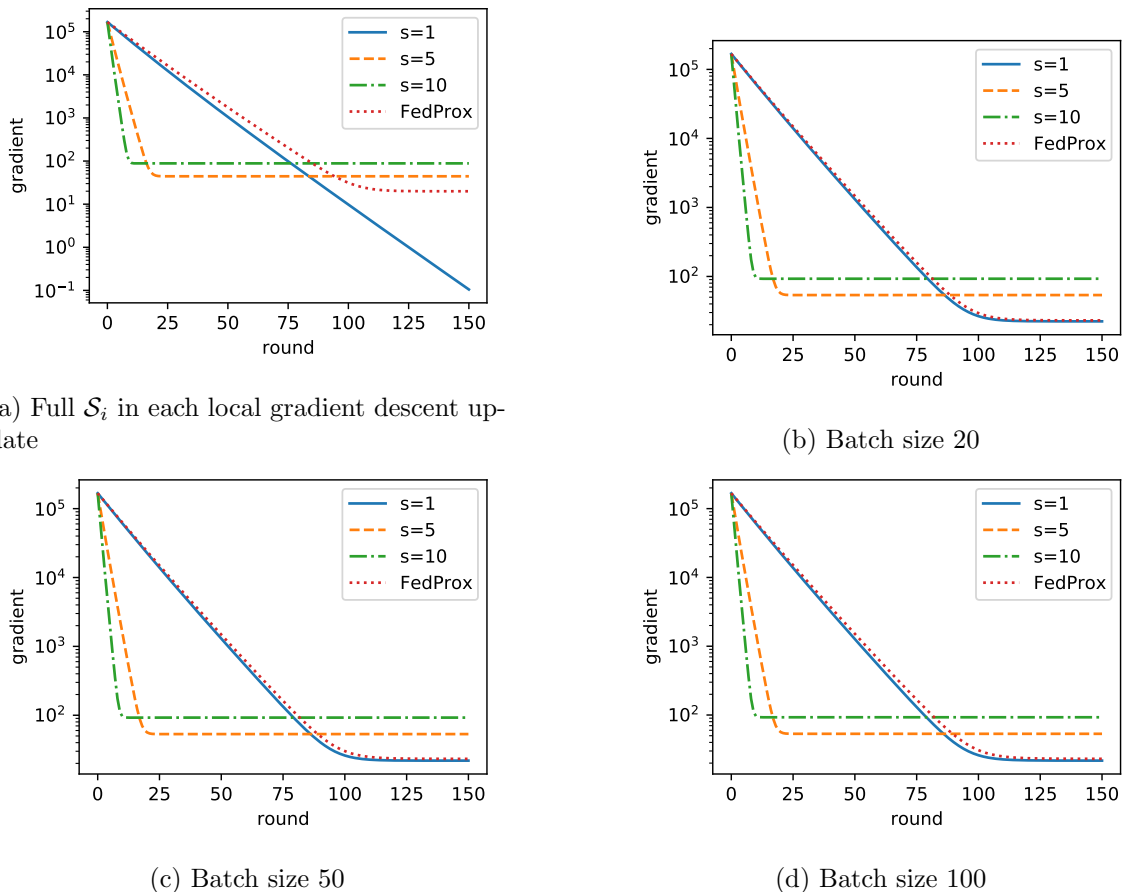 10^5
10^4
10^3
10^2
10^1
10^0
10^-1
gradient
s=1
s=5
s=10
FedProx
0 25 50 75 100 125 150
round
a) Full S_i in each local gradient descent up-
late
10^5
10^4
10^3
10^2
gradient
s=1
s=5
s=10
FedProx
0 25 50 75 100 125 150
round
(b) Batch size 20
10^5
10^4
10^3
10^2
gradient
s=1
s=5
s=10
FedProx
0 25 50 75 100 125 150
round
(c) Batch size 50
10^5
10^4
10^3
10^2
gradient
s=1
s=5
s=10
FedProx
0 25 50 75 100 125 150
round
(d) Batch size 100